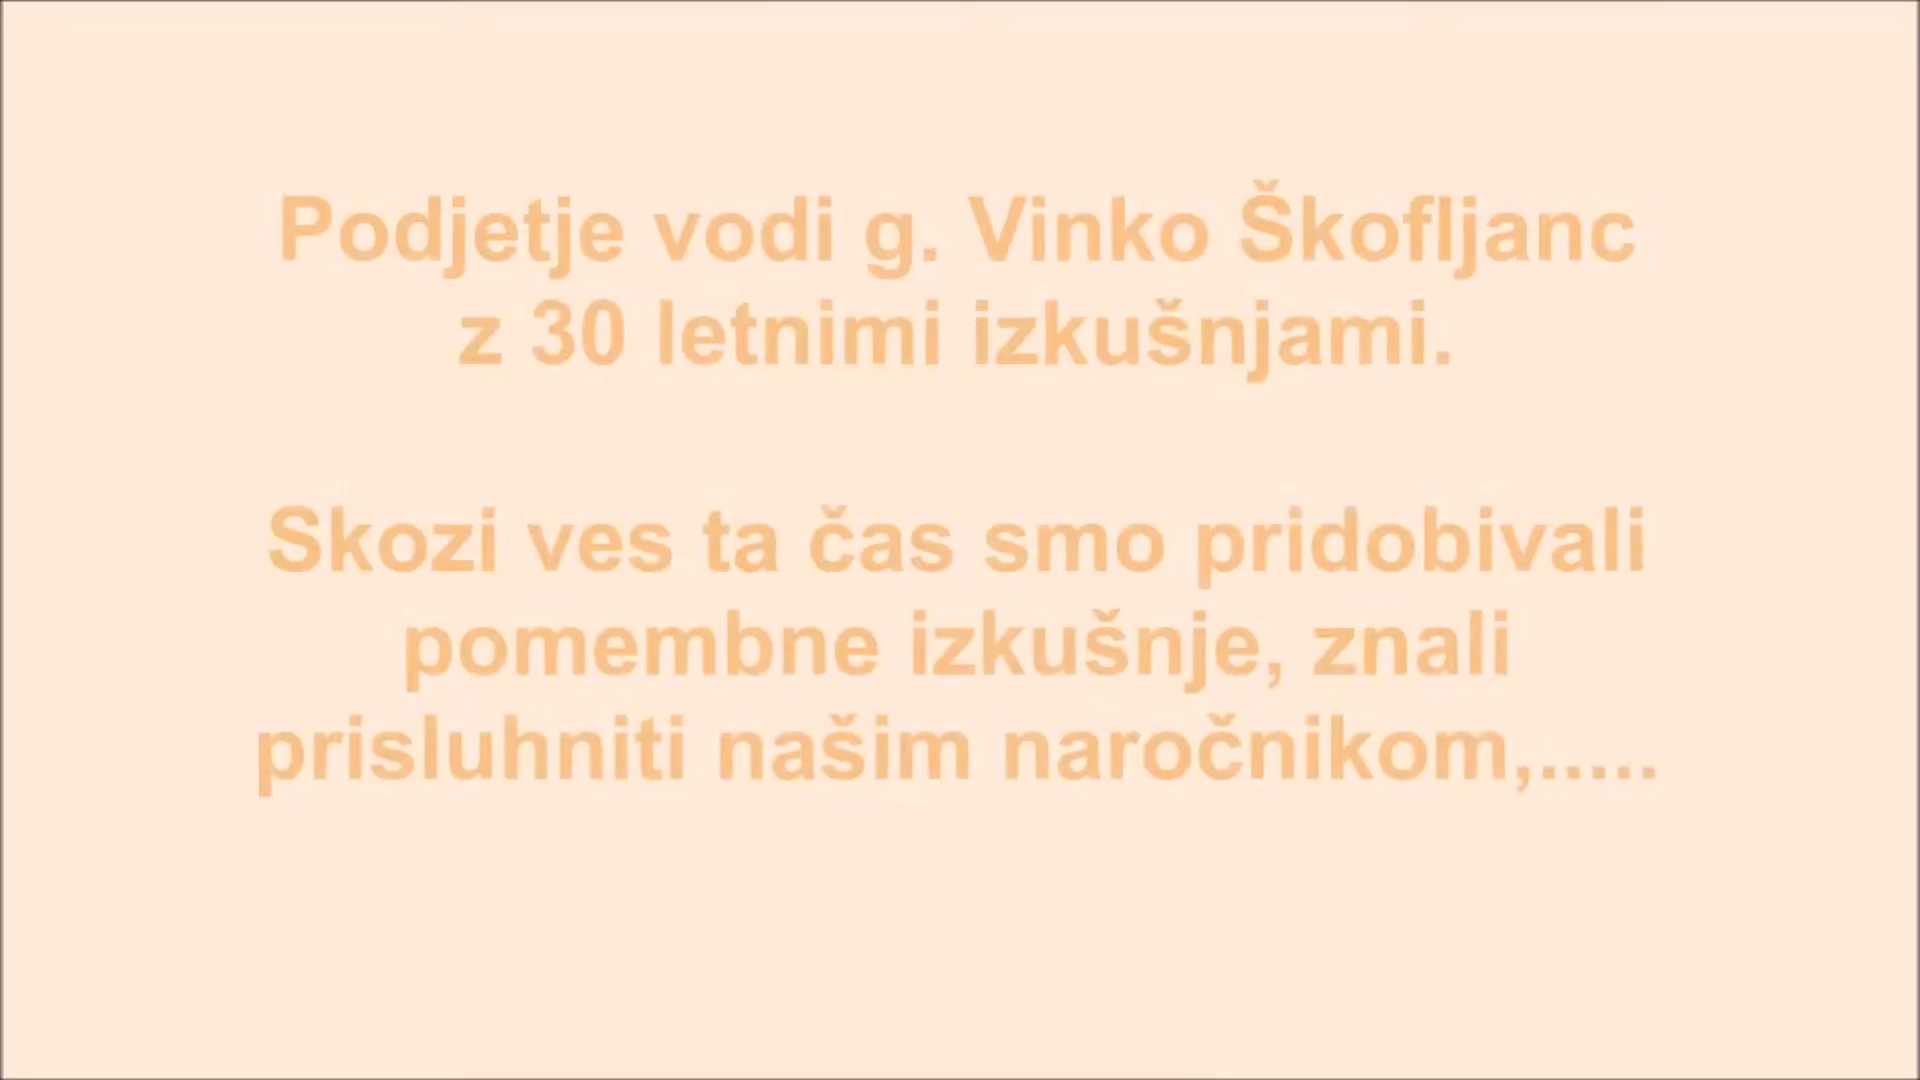 Podjetje vodi g. Vinko Škofljanc
z 30 letnimi izkušnjami.
Skozi ves ta čas smo pridobivali
pomembne izkušnje, znali
prisluhniti našim naročnikom,.....